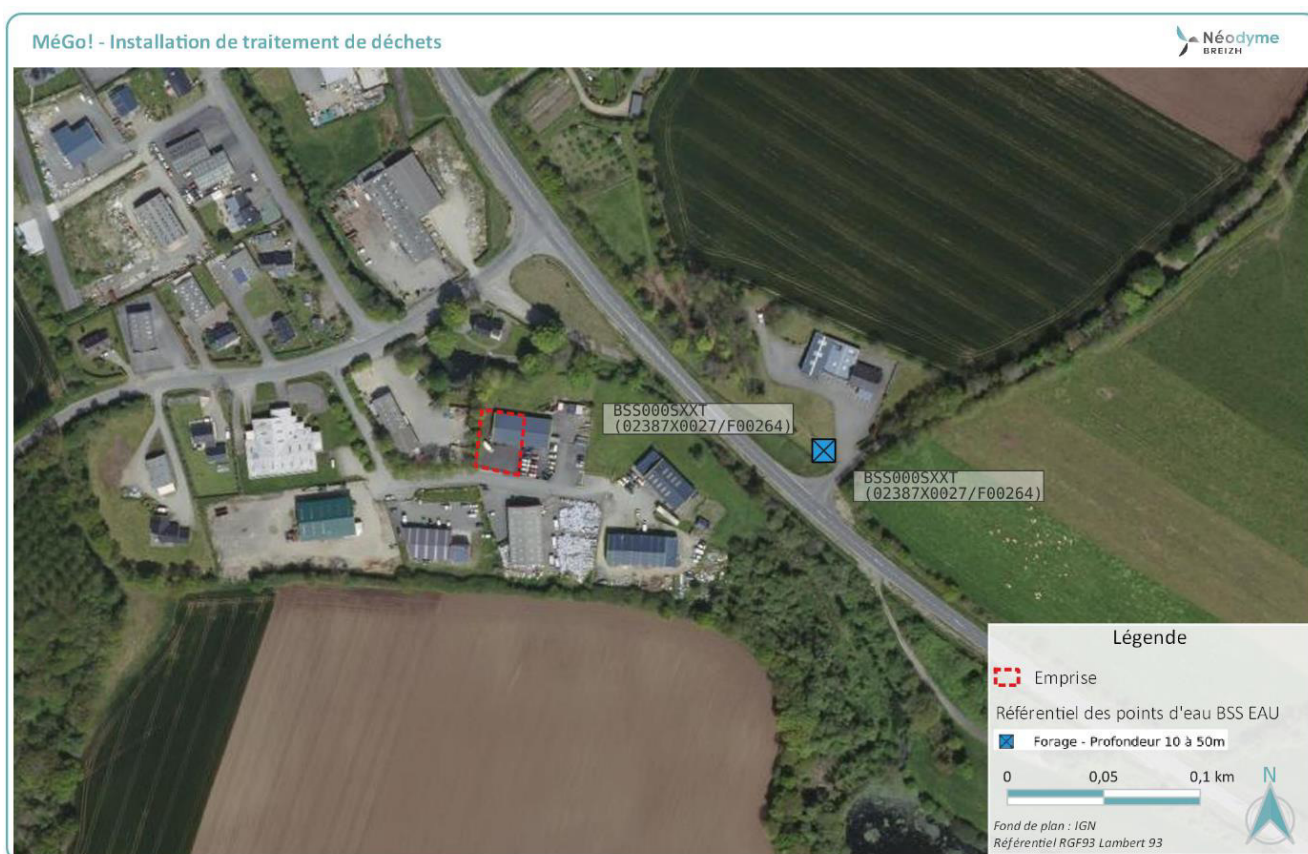 MéGo! - Installation de traitement de déchets
Néodyme
BREIZH
BSS000SXXT
(02387X0027/F00264)
BSS000SXXT
(02387X0027/F00264)
Légende
Emprise
Référentiel des points d'eau BSS EAU
Forage - Profondeur 10 à 50m
0 0,05 0,1 km
N
Fond de plan : IGN
Référentiel RGF93 Lambert 93